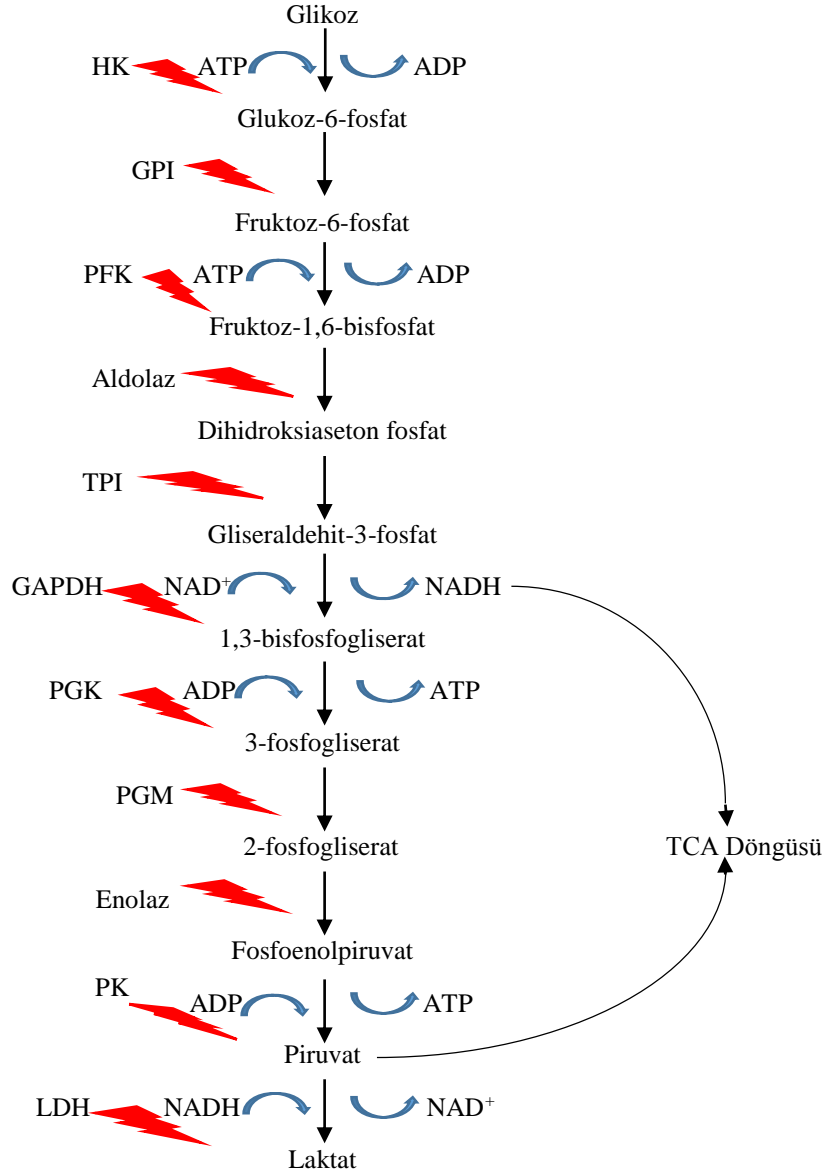 Glikoz
HK ATP ADP
Glukoz-6-fosfat
GPI
Fruktoz-6-fosfat
PFK ATP ADP
Fruktoz-1,6-bisfosfat
Aldolaz
Dihidroksiaseton fosfat
TPI
Gliseraldehit-3-fosfat
GAPDH NAD⁺ NADH
1,3-bisfosfogliserat
PGK ADP ATP
3-fosfogliserat
PGM
2-fosfogliserat TCA Döngüsü
Enolaz
Fosfoenolpiruvat
PK ADP ATP
Piruvat
LDH NADH NAD⁺
Laktat